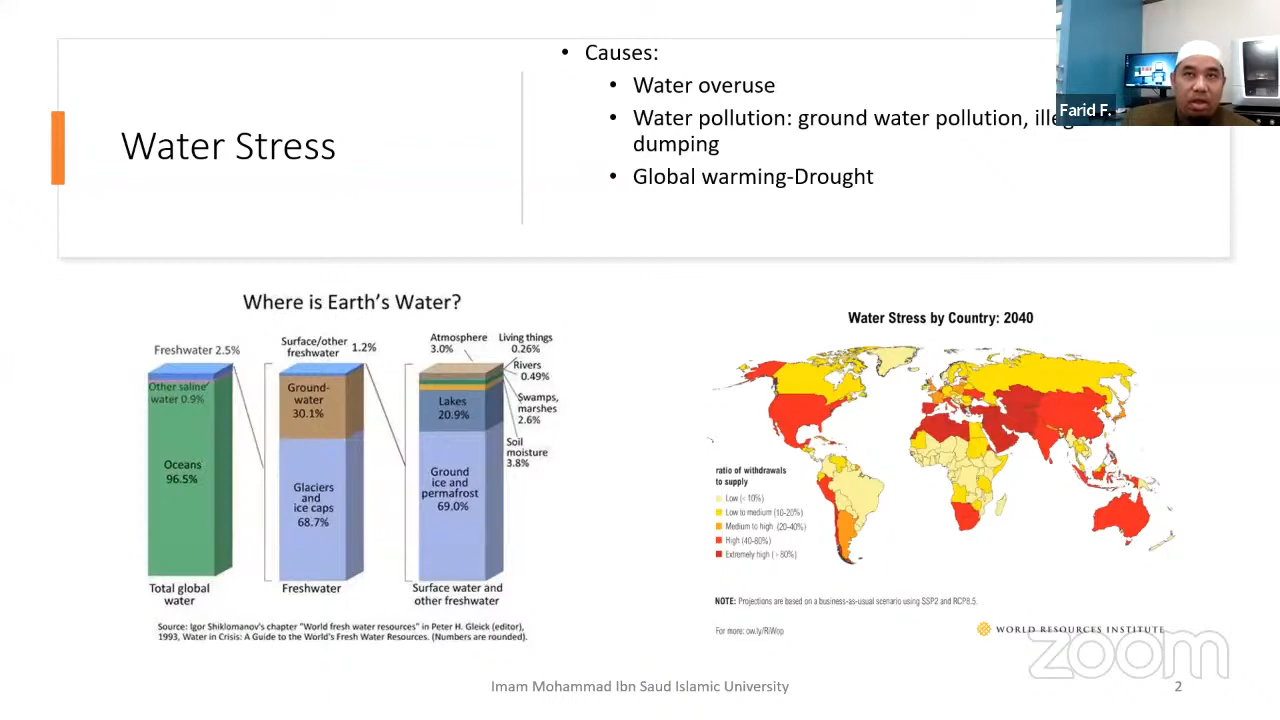 Water Stress
• Causes:
• Water overuse
• Water pollution: ground water pollution,
dumping
• Global warming-Drought
Farid F.
Where is Earth's Water?
Freshwater 2.5%
Other saline
water 0.9%
Oceans
96.5%
Total global
water
Surface/other
freshwater 1.2%
Ground-
water
30.1%
Glaciers
and
ice caps
68.7%
Freshwater
Atmosphere
3.0%
Living things
0.26%
Rivers
0.49%
Lakes
20.9%
Swamps,
marshes
2.6%
Soil
moisture
3.8%
Ground
ice and
permafrost
69.0%
Surface water and
other freshwater
Source: Igor Shiklomanov's chapter "World fresh water resources" in Peter H. Gleick (editor),
1993, Water in Crisis: A Guide to the World's Fresh Water Resources. (Numbers are rounded).
Water Stress by Country: 2040
ratio of withdrawals
to supply
Low (< 10%)
Low to medium (10-20%)
Medium to high (20-40%)
High (40-80%)
Extremely high (> 80%)
NOTE: Projections are based on a business-as-usual scenario using SSP2 and RCP8.5.
For more: ow.ly/RiWop
WORLD RESOURCES INSTITUTE
zoom
Imam Mohammad Ibn Saud Islamic University
2